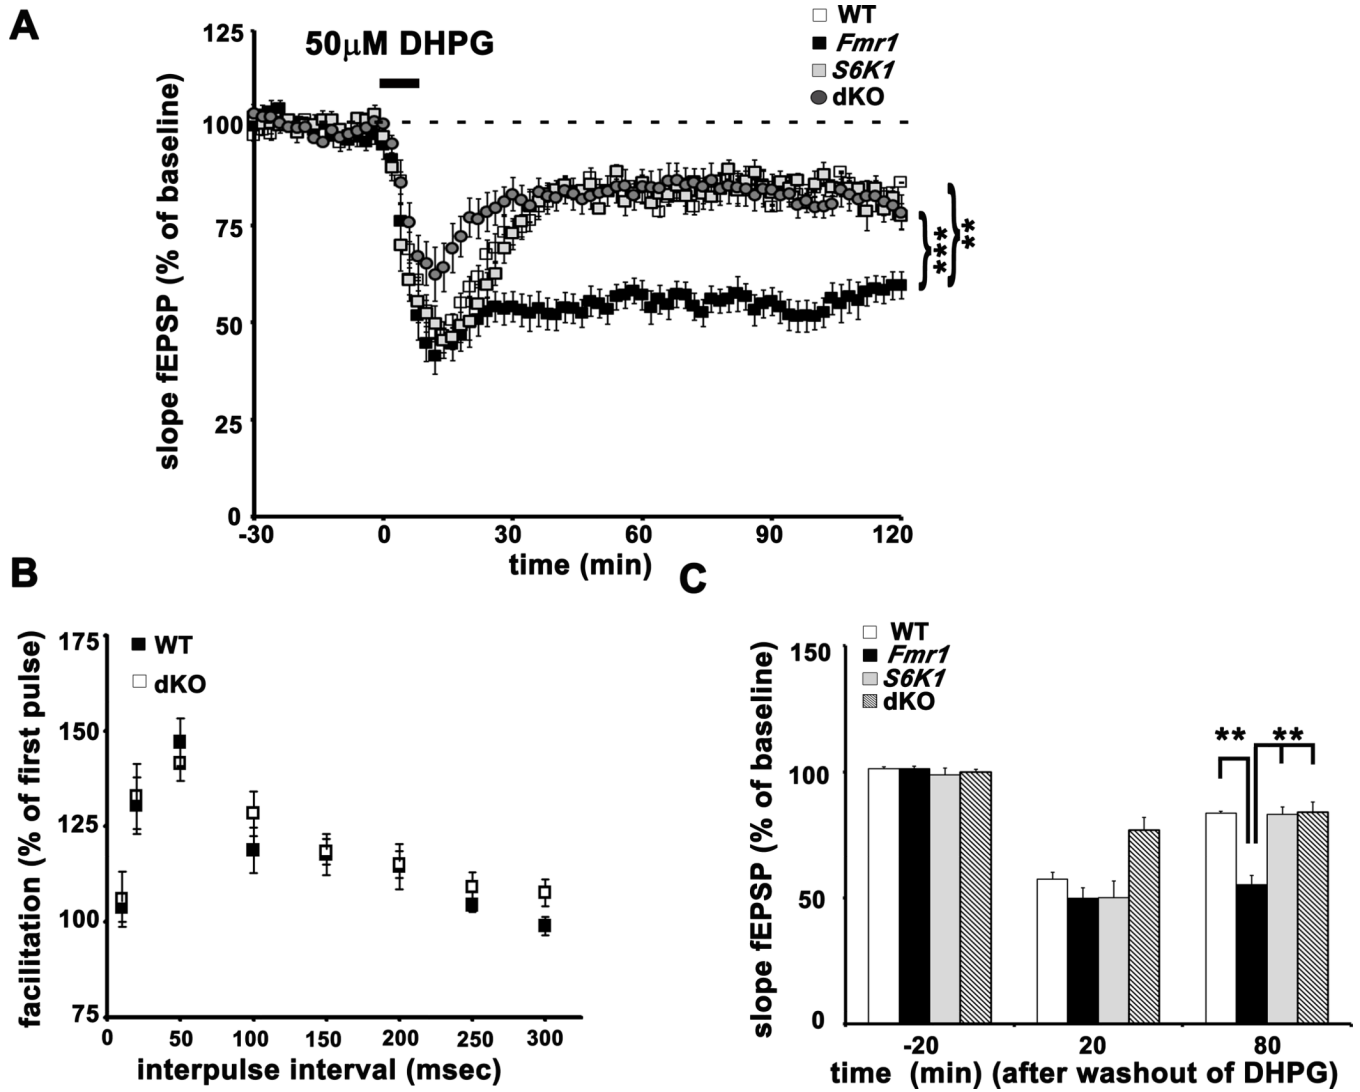 A
125
100
75
50
25
0
slope fEPSP (% of baseline)
50µM DHPG
WT
Fmr1
S6K1
dKO
***
**
-30 0 30 60 90 120
time (min)
B
175
150
125
100
75
facilitation (% of first pulse)
WT
dKO
0 50 100 150 200 250 300
interpulse interval (msec)
C
150
100
50
0
slope fEPSP (% of baseline)
WT
Fmr1
S6K1
dKO
** **
-20 20 80
time (min) (after washout of DHPG)